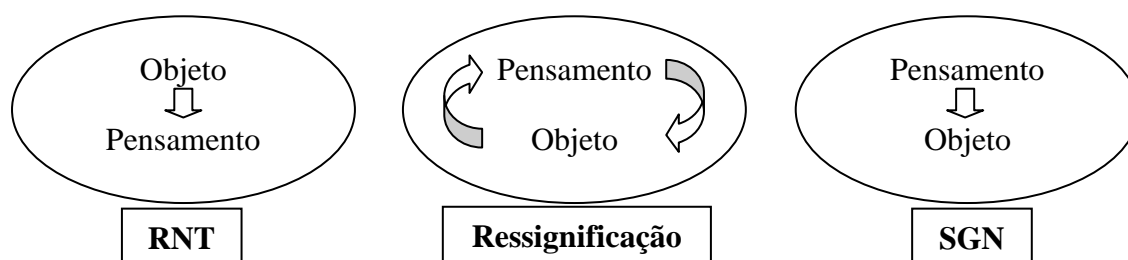 Objeto
Pensamento
RNT
Pensamento
Objeto
Ressignificação
Pensamento
Objeto
SGN